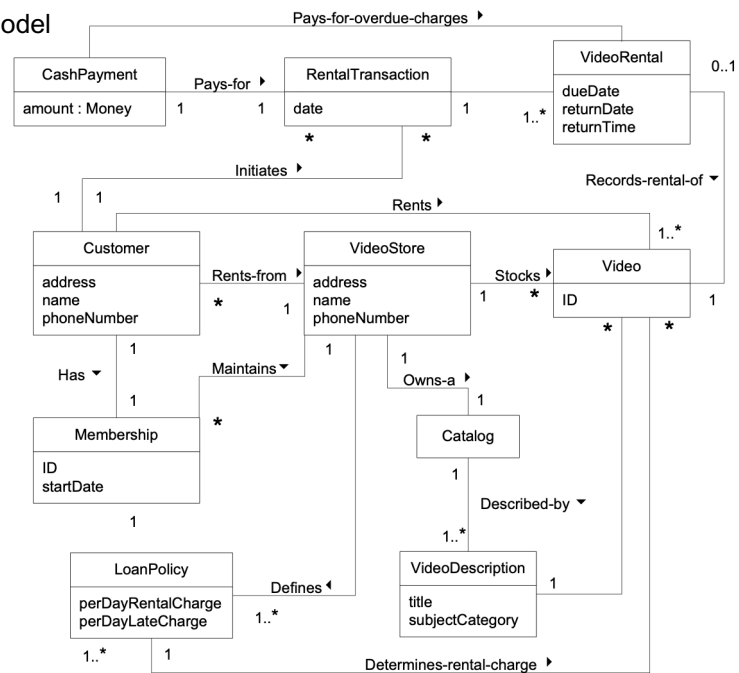 odel
Pays-for-overdue-charges
CashPayment
amount : Money
Pays-for
1
1
RentalTransaction
date
1
1..*
VideoRental
dueDate
returnDate
returnTime
0..1
*
*
Initiates
1
1
Records-rental-of
Rents
1..*
Customer
address
name
phoneNumber
Rents-from
*
1
VideoStore
address
name
phoneNumber
Stocks
1
*
Video
ID
1
*
*
1
Has
1
Maintains
1
*
1
Owns-a
1
Membership
ID
startDate
1
Catalog
1
Described-by
1..*
LoanPolicy
perDayRentalCharge
perDayLateCharge
Defines
1..*
VideoDescription
title
subjectCategory
1
1..*
1
Determines-rental-charge